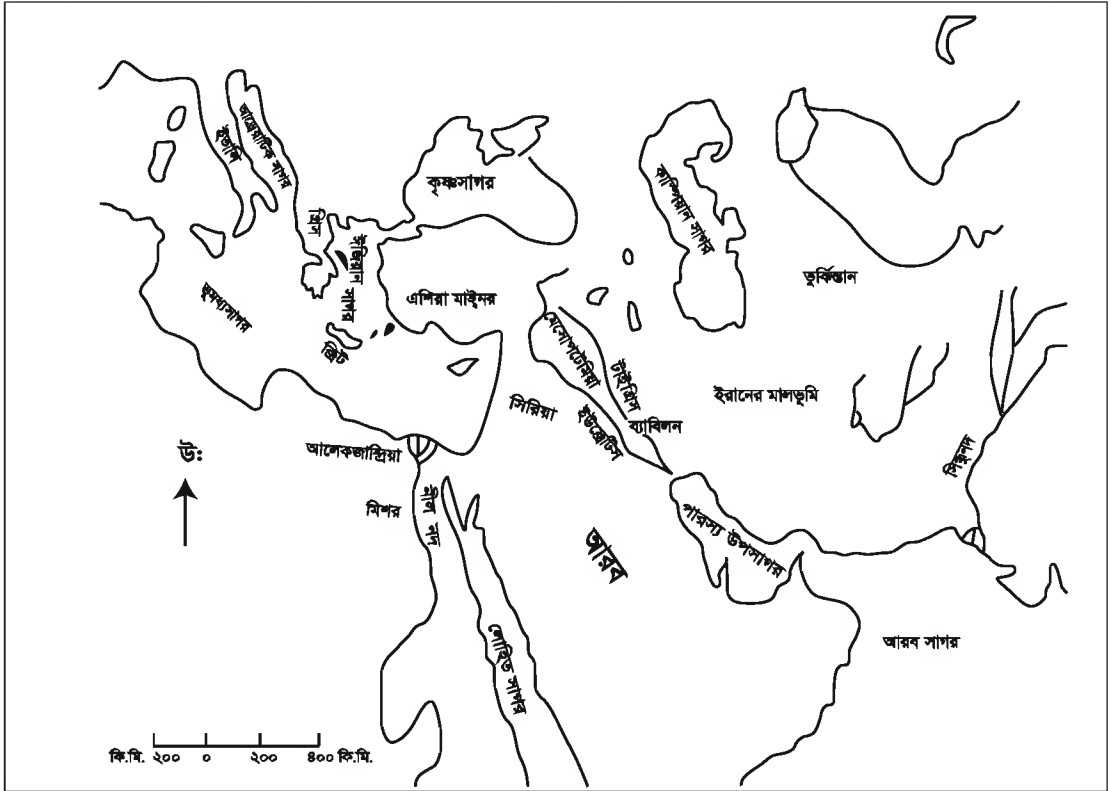 ইতালি
আড্রিয়াটিক সাগর
কৃষ্ণসাগর
কাস্পিয়ান সাগর
গ্রিস
ঈজিয়ান সাগর
তুর্কিস্তান
ভূমধ্যসাগর
এশিয়া মাইনর
ক্রিট
মেসোপটেমিয়া
টাইগ্রিস
ইরানের মালভূমি
সিরিয়া
ইউফ্রেটিস
ব্যাবিলন
উঃ
আলেকজান্দ্রিয়া
সিন্ধুনদ
মিশর
নীল নদ
পারস্য উপসাগর
আরব
আরব সাগর
লোহিত সাগর
কি.মি. ২০০ ০ ২০০ ৪০০ কি.মি.